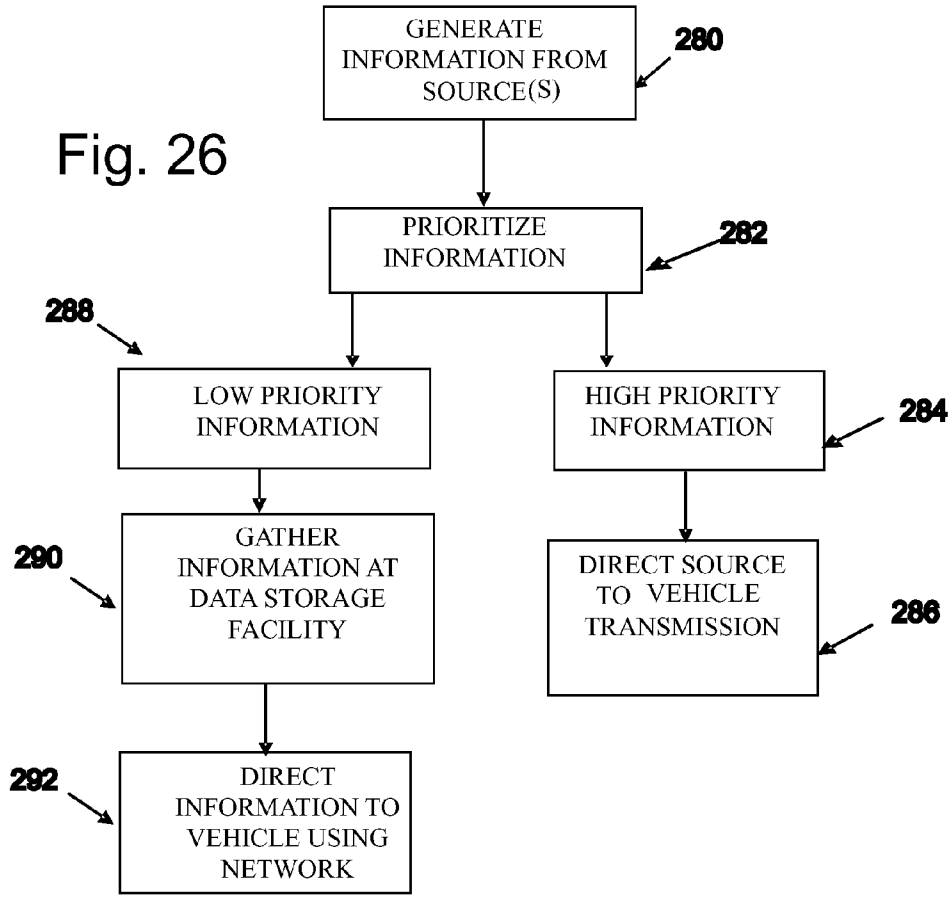 GENERATE
INFORMATION FROM
SOURCE(S)
280
Fig. 26
PRIORITIZE
INFORMATION
282
288
LOW PRIORITY
INFORMATION
HIGH PRIORITY
INFORMATION
284
290
GATHER
INFORMATION AT
DATA STORAGE
FACILITY
DIRECT SOURCE
TO VEHICLE
TRANSMISSION
286
292
DIRECT
INFORMATION TO
VEHICLE USING
NETWORK